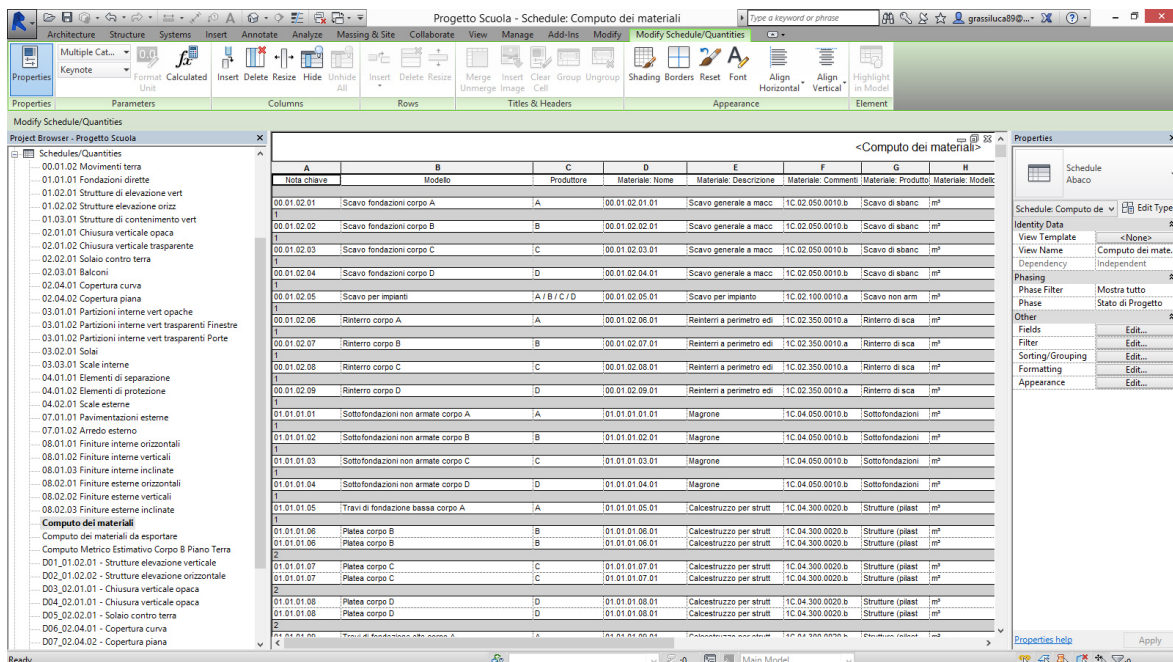 Progetto Scuola - Schedule: Computo dei materiali
Type a keyword or phrase
grassiluca89@...
Architecture Structure Systems Insert Annotate Analyze Massing & Site Collaborate View Manage Add-Ins Modify Modify Schedule/Quantities
Multiple Cat...
Keynote
Properties
Format Unit
Calculated
Insert Delete Resize Hide Unhide All
Insert Delete Resize
Merge Unmerge
Insert Image
Clear Cell
Group Ungroup
Shading Borders Reset Font
Align Horizontal
Align Vertical
Highlight in Model
Properties Parameters Columns Rows Titles & Headers Appearance Element
Modify Schedule/Quantities
Project Browser - Progetto Scuola
Schedules/Quantities
00.01.02 Movimenti terra
01.01.01 Fondazioni dirette
01.02.01 Strutture di elevazione vert
01.02.02 Strutture elevazione orizz
01.03.01 Strutture di contenimento vert
02.01.01 Chiusura verticale opaca
02.01.02 Chiusura verticale trasparente
02.02.01 Solaio contro terra
02.03.01 Balconi
02.04.01 Copertura curva
02.04.02 Copertura piana
03.01.01 Partizioni interne vert opache
03.01.02 Partizioni interne vert trasparenti Finestre
03.01.02 Partizioni interne vert trasparenti Porte
03.02.01 Solai
03.03.01 Scale interne
04.01.01 Elementi di separazione
04.01.02 Elementi di protezione
04.02.01 Scale esterne
07.01.01 Pavimentazioni esterne
07.01.02 Arredo esterno
08.01.01 Finiture interne orizzontali
08.01.02 Finiture interne verticali
08.01.03 Finiture interne inclinate
08.02.01 Finiture esterne orizzontali
08.02.02 Finiture esterne verticali
08.02.03 Finiture esterne inclinate
Computo dei materiali
Computo dei materiali da esportare
Computo Metrico Estimativo Corpo B Piano Terra
D01_01.02.01 - Strutture elevazione verticale
D02_01.02.02 - Strutture elevazione orizzontale
D03_02.01.01 - Chiusura verticale opaca
D04_02.01.01 - Chiusura verticale opaca
D05_02.02.01 - Solaio contro terra
D06_02.04.01 - Copertura curva
D07_02.04.02 - Copertura piana
<Computo dei materiali>
A B C D E F G H
Nota chiave Modello Produttore Materiale: Nome Materiale: Descrizione Materiale: Commenti Materiale: Produtto Materiale: Modello
00.01.02.01 Scavo fondazioni corpo A A 00.01.02.01.01 Scavo generale a macc 1C.02.050.0010.b Scavo di sbanc m³
1
00.01.02.02 Scavo fondazioni corpo B B 00.01.02.02.01 Scavo generale a macc 1C.02.050.0010.b Scavo di sbanc m³
1
00.01.02.03 Scavo fondazioni corpo C C 00.01.02.03.01 Scavo generale a macc 1C.02.050.0010.b Scavo di sbanc m³
1
00.01.02.04 Scavo fondazioni corpo D D 00.01.02.04.01 Scavo generale a macc 1C.02.050.0010.b Scavo di sbanc m³
1
00.01.02.05 Scavo per impianti A / B / C / D 00.01.02.05.01 Scavo per impianto 1C.02.100.0010.a Scavo non arm m³
1
00.01.02.06 Rinterro corpo A A 00.01.02.06.01 Reinterri a perimetro edi 1C.02.350.0010.a Rinterro di sca m³
1
00.01.02.07 Rinterro corpo B B 00.01.02.07.01 Reinterri a perimetro edi 1C.02.350.0010.a Rinterro di sca m³
1
00.01.02.08 Rinterro corpo C C 00.01.02.08.01 Reinterri a perimetro edi 1C.02.350.0010.a Rinterro di sca m³
1
00.01.02.09 Rinterro corpo D D 00.01.02.09.01 Reinterri a perimetro edi 1C.02.350.0010.a Rinterro di sca m³
1
01.01.01.01 Sottofondazioni non armate corpo A A 01.01.01.01.01 Magrone 1C.04.050.0010.b Sottofondazioni m³
1
01.01.01.02 Sottofondazioni non armate corpo B B 01.01.01.02.01 Magrone 1C.04.050.0010.b Sottofondazioni m³
1
01.01.01.03 Sottofondazioni non armate corpo C C 01.01.01.03.01 Magrone 1C.04.050.0010.b Sottofondazioni m³
1
01.01.01.04 Sottofondazioni non armate corpo D D 01.01.01.04.01 Magrone 1C.04.050.0010.b Sottofondazioni m³
1
01.01.01.05 Travi di fondazione bassa corpo A A 01.01.01.05.01 Calcestruzzo per strutt 1C.04.300.0020.b Strutture (pilast m³
1
01.01.01.06 Platea corpo B B 01.01.01.06.01 Calcestruzzo per strutt 1C.04.300.0020.b Strutture (pilast m³
01.01.01.06 Platea corpo B B 01.01.01.06.01 Calcestruzzo per strutt 1C.04.300.0020.b Strutture (pilast m³
2
01.01.01.07 Platea corpo C C 01.01.01.07.01 Calcestruzzo per strutt 1C.04.300.0020.b Strutture (pilast m³
01.01.01.07 Platea corpo C C 01.01.01.07.01 Calcestruzzo per strutt 1C.04.300.0020.b Strutture (pilast m³
2
01.01.01.08 Platea corpo D D 01.01.01.08.01 Calcestruzzo per strutt 1C.04.300.0020.b Strutture (pilast m³
01.01.01.08 Platea corpo D D 01.01.01.08.01 Calcestruzzo per strutt 1C.04.300.0020.b Strutture (pilast m³
2
Properties
Schedule
Abaco
Schedule: Computo de Edit Type
Identity Data
View Template <None>
View Name Computo dei mate...
Dependency Independent
Phasing
Phase Filter Mostra tutto
Phase Stato di Progetto
Other
Fields Edit...
Filter Edit...
Sorting/Grouping Edit...
Formatting Edit...
Appearance Edit...
Properties help Apply
Ready
:0
Main Model